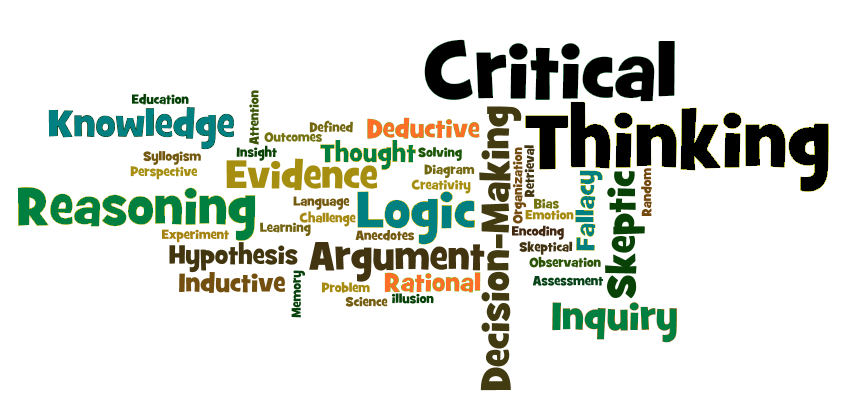 Critical
Thinking
Education
Attention
Knowledge
Outcomes
Defined
Deductive
Decision-Making
Syllogism
Insight
Thought
Solving
Perspective
Evidence
Diagram
Creativity
Organization
Retrieval
Fallacy
Skeptic
Random
Reasoning
Language
Challenge
Logic
Bias
Emotion
Experiment
Learning
Anecdotes
Encoding
Skeptical
Hypothesis
Argument
Observation
Inductive
Memory
Problem
Rational
Assessment
Science
illusion
Inquiry